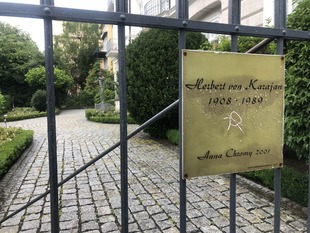 Herbert von Karajan
1908 - 1989
Anna Chromy 2001